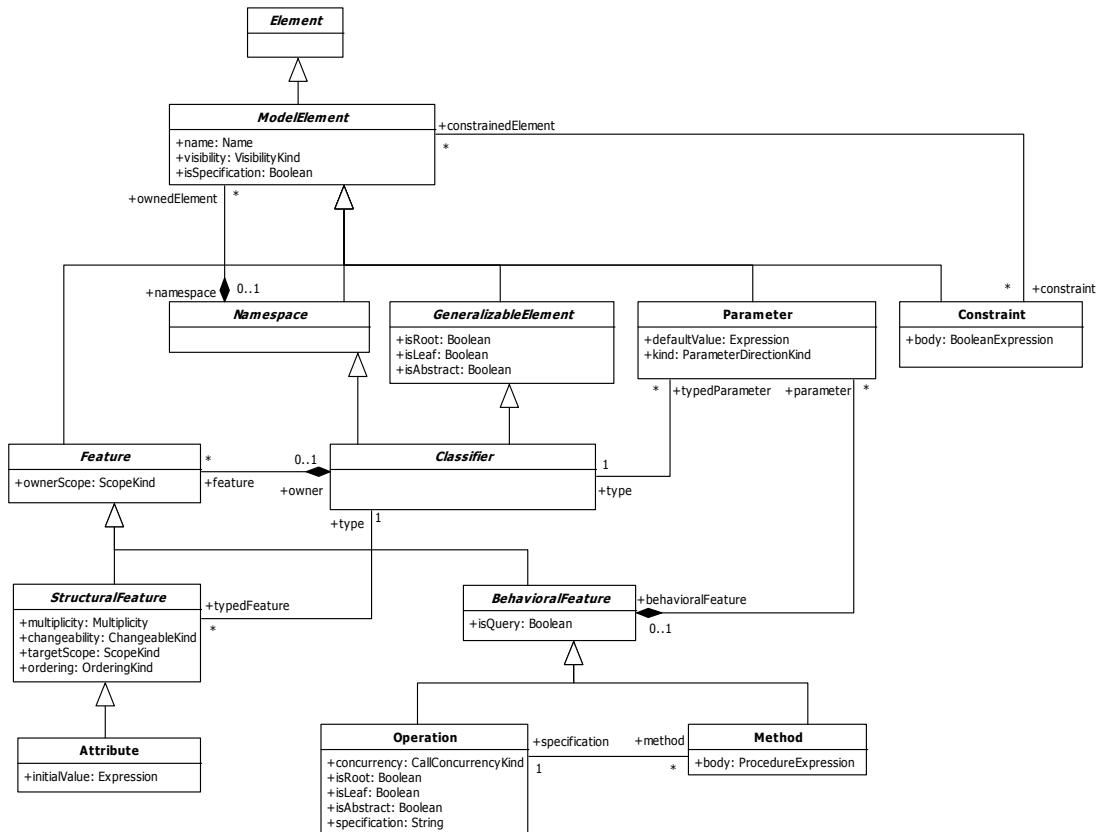 Element
ModelElement
+name: Name
+visibility: VisibilityKind
+isSpecification: Boolean
+constrainedElement
*
+ownedElement
*
+namespace
0..1
*
+constraint
Namespace
GeneralizableElement
+isRoot: Boolean
+isLeaf: Boolean
+isAbstract: Boolean
Parameter
+defaultValue: Expression
+kind: ParameterDirectionKind
Constraint
+body: BooleanExpression
*
+typedParameter
+parameter
*
Feature
+ownerScope: ScopeKind
*
+feature
0..1
+owner
Classifier
1
+type
+type
1
StructuralFeature
+multiplicity: Multiplicity
+changeability: ChangeableKind
+targetScope: ScopeKind
+ordering: OrderingKind
+typedFeature
*
BehavioralFeature
+isQuery: Boolean
+behavioralFeature
0..1
Attribute
+initialValue: Expression
Operation
+concurrency: CallConcurrencyKind
+isRoot: Boolean
+isLeaf: Boolean
+isAbstract: Boolean
+specification: String
+specification
1
+method
*
Method
+body: ProcedureExpression